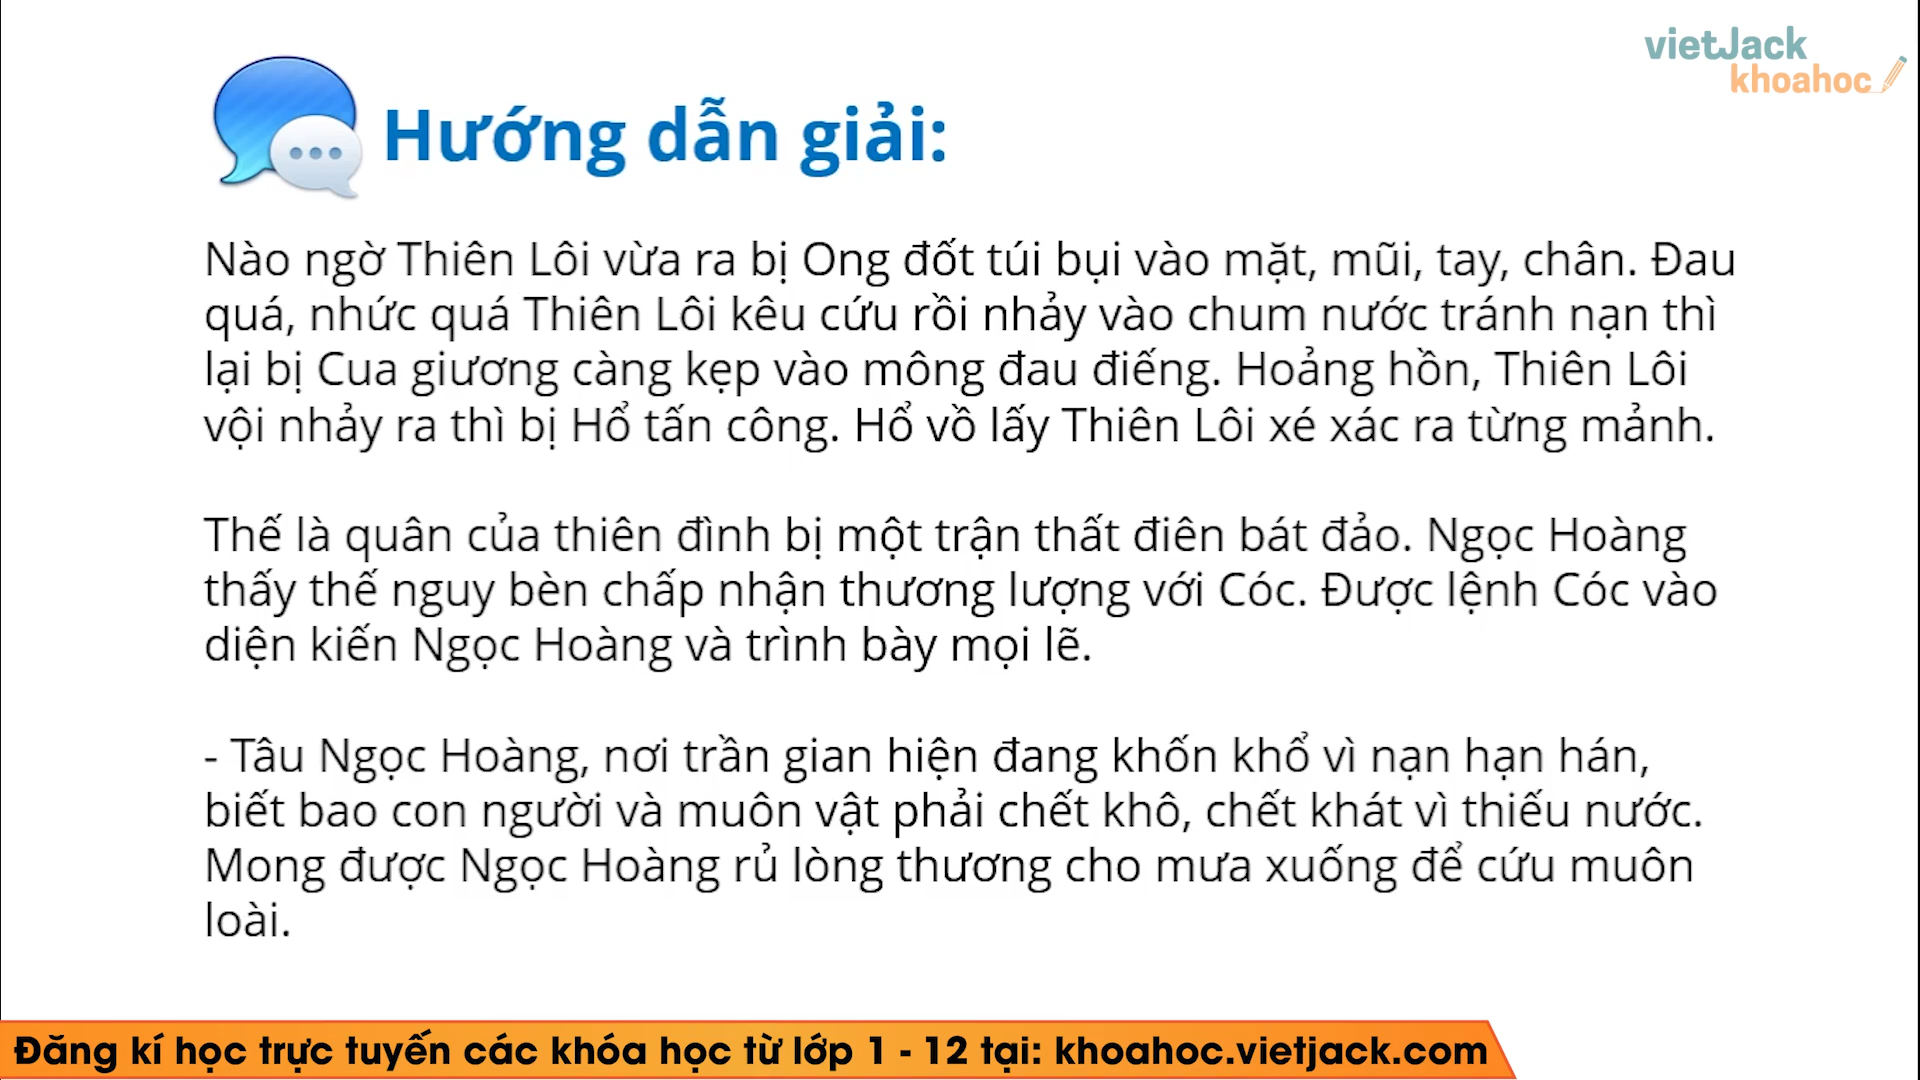 vietJack
khoahoc
Hướng dẫn giải:
Nào ngờ Thiên Lôi vừa ra bị Ong đốt túi bụi vào mặt, mũi, tay, chân. Đau
quá, nhức quá Thiên Lôi kêu cứu rồi nhảy vào chum nước tránh nạn thì
lại bị Cua giương càng kẹp vào mông đau điếng. Hoảng hồn, Thiên Lôi
vội nhảy ra thì bị Hổ tấn công. Hổ vồ lấy Thiên Lôi xé xác ra từng mảnh.
Thế là quân của thiên đình bị một trận thất điên bát đảo. Ngọc Hoàng
thấy thế nguy bèn chấp nhận thương lượng với Cóc. Được lệnh Cóc vào
diện kiến Ngọc Hoàng và trình bày mọi lẽ.
- Tâu Ngọc Hoàng, nơi trần gian hiện đang khốn khổ vì nạn hạn hán,
biết bao con người và muôn vật phải chết khô, chết khát vì thiếu nước.
Mong được Ngọc Hoàng rủ lòng thương cho mưa xuống để cứu muôn
loài.
Đăng kí học trực tuyến các khóa học từ lớp 1 - 12 tại: khoahoc.vietjack.com